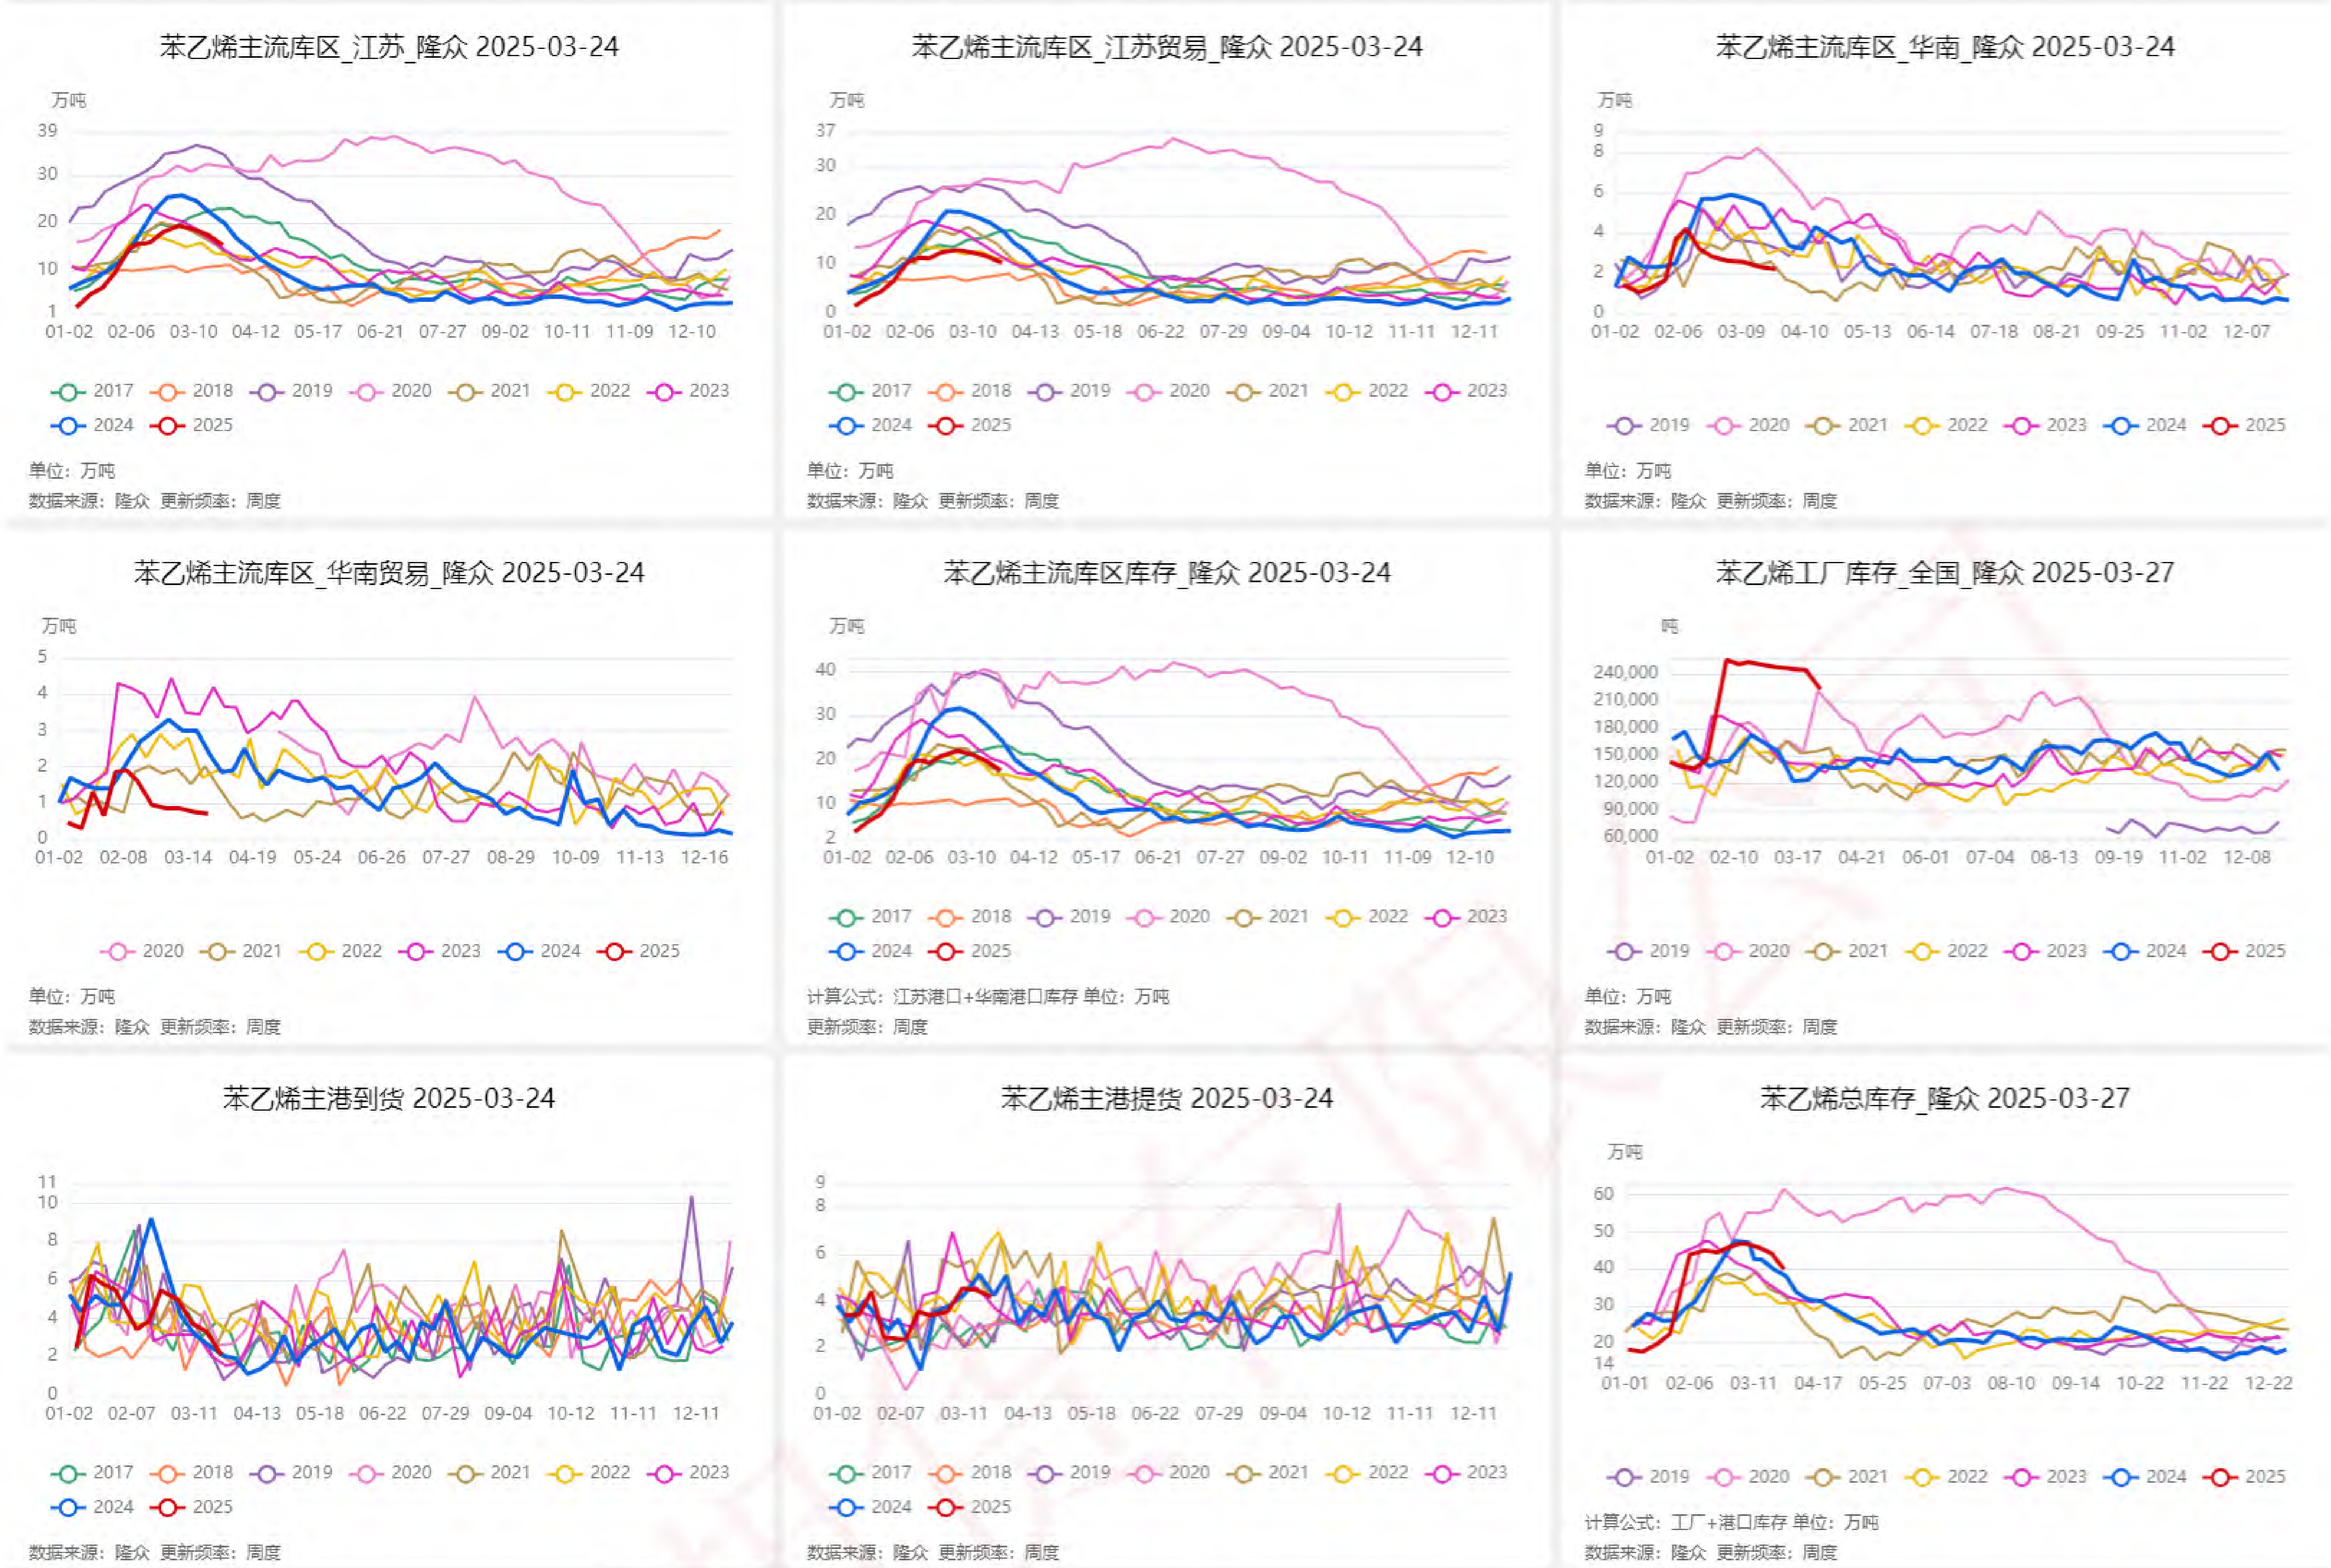 苯乙烯主流库区_江苏_隆众 2025-03-24
万吨
39
30
20
10
1
01-02 02-06 03-10 04-12 05-17 06-21 07-27 09-02 10-11 11-09 12-10
2017 2018 2019 2020 2021 2022 2023
2024 2025
单位：万吨
数据来源：隆众 更新频率：周度
苯乙烯主流库区_江苏贸易_隆众 2025-03-24
万吨
37
30
20
10
0
01-02 02-06 03-10 04-13 05-18 06-22 07-29 09-04 10-12 11-11 12-11
2017 2018 2019 2020 2021 2022 2023
2024 2025
单位：万吨
数据来源：隆众 更新频率：周度
苯乙烯主流库区_华南_隆众 2025-03-24
万吨
9
8
6
4
2
0
01-02 02-06 03-09 04-10 05-13 06-14 07-18 08-21 09-25 11-02 12-07
2019 2020 2021 2022 2023 2024 2025
单位：万吨
数据来源：隆众 更新频率：周度
苯乙烯主流库区_华南贸易_隆众 2025-03-24
万吨
5
4
3
2
1
0
01-02 02-08 03-14 04-19 05-24 06-26 07-27 08-29 10-09 11-13 12-16
2020 2021 2022 2023 2024 2025
单位：万吨
数据来源：隆众 更新频率：周度
苯乙烯主流库区库存_隆众 2025-03-24
万吨
40
30
20
10
2
01-02 02-06 03-10 04-12 05-17 06-21 07-27 09-02 10-11 11-09 12-10
2017 2018 2019 2020 2021 2022 2023
2024 2025
计算公式：江苏港口+华南港口库存 单位：万吨
更新频率：周度
苯乙烯工厂库存_全国_隆众 2025-03-27
吨
240,000
210,000
180,000
150,000
120,000
90,000
60,000
01-02 02-10 03-17 04-21 06-01 07-04 08-13 09-19 11-02 12-08
2019 2020 2021 2022 2023 2024 2025
单位：万吨
数据来源：隆众 更新频率：周度
苯乙烯主港到货 2025-03-24
11
10
8
6
4
2
0
01-02 02-07 03-11 04-13 05-18 06-22 07-29 09-04 10-12 11-11 12-11
2017 2018 2019 2020 2021 2022 2023
2024 2025
数据来源：隆众 更新频率：周度
苯乙烯主港提货 2025-03-24
9
8
6
4
2
0
01-02 02-07 03-11 04-13 05-18 06-22 07-29 09-04 10-12 11-11 12-11
2017 2018 2019 2020 2021 2022 2023
2024 2025
数据来源：隆众 更新频率：周度
苯乙烯总库存_隆众 2025-03-27
万吨
60
50
40
30
20
14
01-01 02-06 03-11 04-17 05-25 07-03 08-10 09-14 10-22 11-22 12-22
2019 2020 2021 2022 2023 2024 2025
计算公式：工厂+港口库存 单位：万吨
数据来源：隆众 更新频率：周度